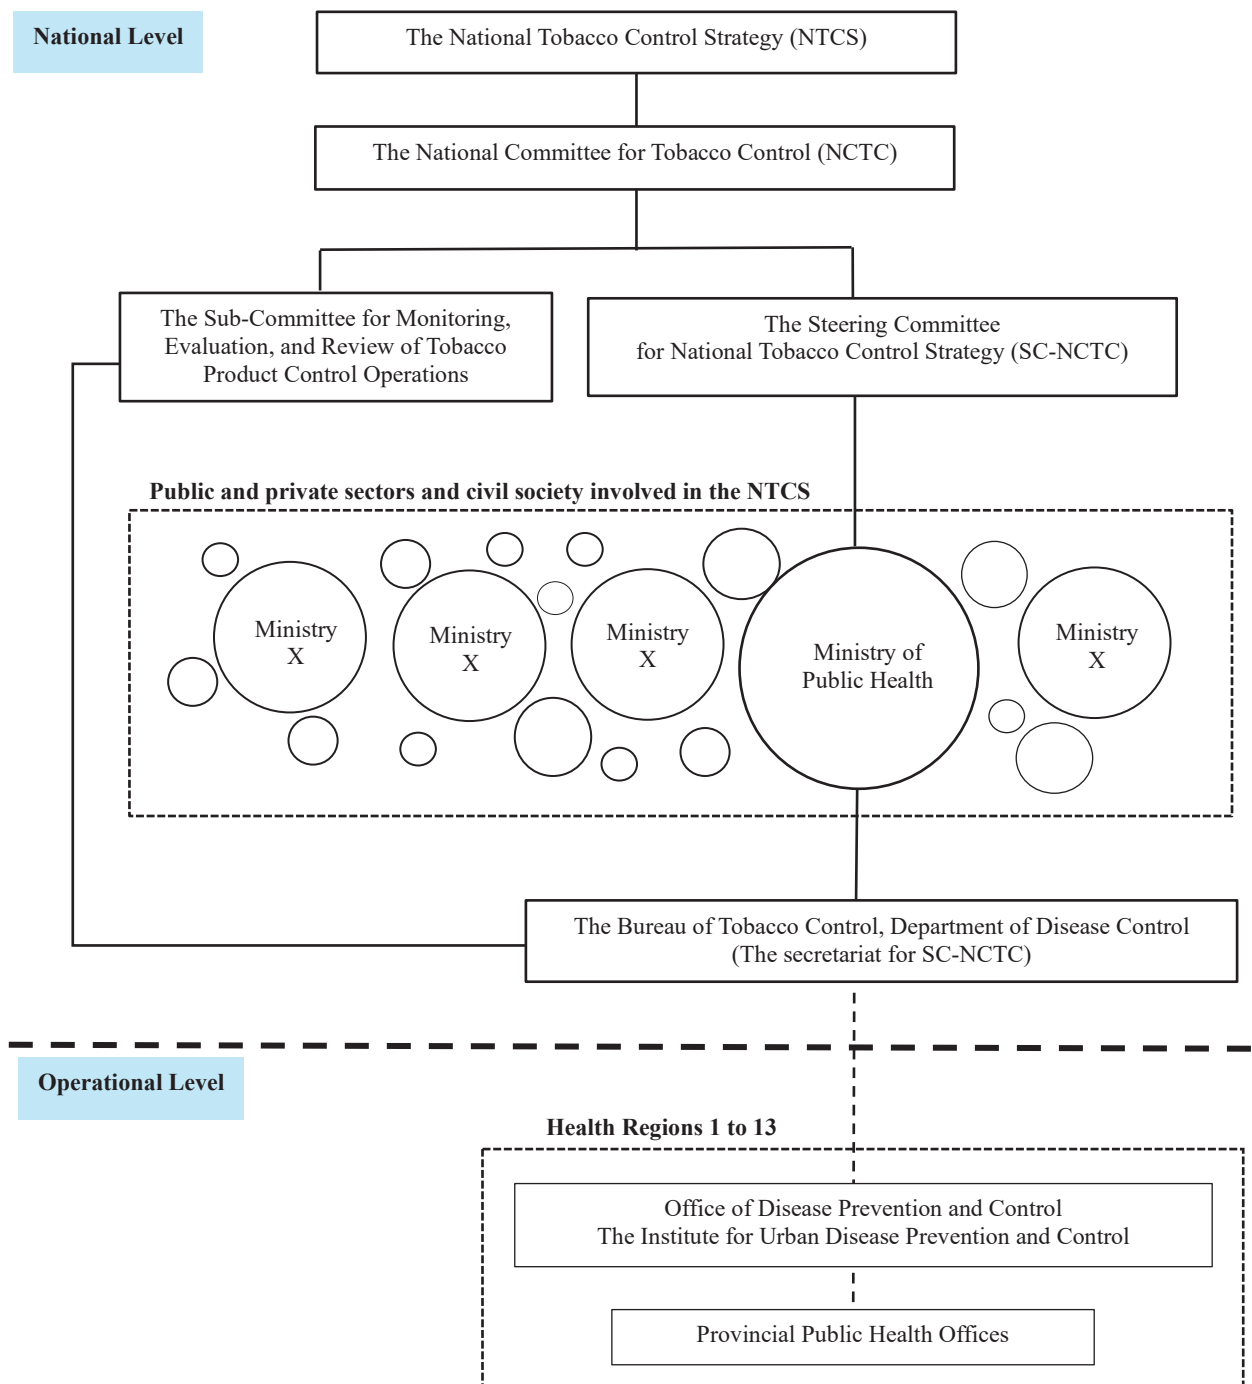 National Level
The National Tobacco Control Strategy (NTCS)
The National Committee for Tobacco Control (NCTC)
The Sub-Committee for Monitoring,
Evaluation, and Review of Tobacco
Product Control Operations
The Steering Committee
for National Tobacco Control Strategy (SC-NCTC)
Public and private sectors and civil society involved in the NTCS
Ministry
X
Ministry
X
Ministry
X
Ministry of
Public Health
Ministry
X
The Bureau of Tobacco Control, Department of Disease Control
(The secretariat for SC-NCTC)
Operational Level
Health Regions 1 to 13
Office of Disease Prevention and Control
The Institute for Urban Disease Prevention and Control
Provincial Public Health Offices